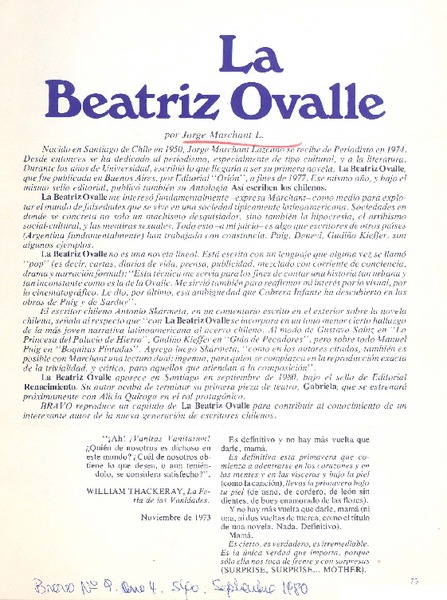 La
Beatriz Ovalle
por Jorge Marchant L.
Nacido en Santiago de Chile en 1950, Jorge Marchant Lazcano se recibe de Periodista en 1974.
Desde entonces se ha dedicado al periodismo, especialmente de tipo cultural, y a la literatura.
Durante los años de Universidad, escribió lo que llegaría a ser su primera novela, La Beatriz Ovalle,
que fue publicada en Buenos Aires, por Editorial "Orión", a fines de 1977. Ese mismo año, y bajo el
mismo sello editorial, publicó también su Antología Así escriben los chilenos.
La Beatriz Ovalle me interesó fundamentalmente -expresa Marchant- como medio para explo-
tar el mundo de falsedades que se vive en una sociedad típicamente latinoamericana. Sociedades en
donde se concreta no solo un machismo desquisiador, sino también la hipocresía, el arribismo
social-cultural, y las mentiras sexuales. Todo esto -a mi juicio- es algo que escritores de otros países
(Argentina fundamentalmente) han trabajado con constancia. Puig, Denevi, Gudiño Kieffer, son
algunos ejemplos.
La Beatriz Ovalle no es una novela lineal. Está escrita con un lenguaje que alguna vez se llamó
"pop" (es decir, cartas, diarios de vida, prensa, publicidad, mezclado con corriente de conciencia,
drama y narración formal): "Esta técnica me servía para los fines de contar una historia tan urbana y
tan inconstante como es la de la Ovalle. Me sirvió también para reafirmar mi interés por lo visual, por
lo cinematográfico. Le dio, por último, esa ambigüedad que Cabrera Infante ha descubierto en las
obras de Puig y de Sarduy".
El escritor chileno Antonio Skármeta, en un comentario escrito en el exterior sobre la novela
chilena, señala al respecto que "con La Beatriz Ovalle se incorpora en un tono menor cierto hallazgo
de la más joven narrativa latinoamericana al acervo chileno. Al modo de Gustavo Sainz en "La
Princesa del Palacio de Hierro", Gudiño Kieffer en "Guía de Pecadores", pero sobre todo Manuel
Puig en "Boquitas Pintadas". Agrega luego Skármeta, "como en los autores citados, también es
posible con Marchant una lectura dual: ingenua, para quien se complazca en la reproducción exacta
de la trivialidad, y crítica, para aquellos que atiendan a la composición".
La Beatriz Ovalle aparece en Santiago en septiembre de 1980, bajo el sello de Editorial
Renacimiento. Su autor acaba de terminar su primera pieza de teatro, Gabriela, que se estrenará
próximamente con Alicia Quiroga en el rol protagónico.
BRAVO reproduce un capítulo de La Beatriz Ovalle para contribuir al conocimiento de un
interesante autor de la nueva generación de escritores chilenos.
"¡Ah! ¡Vanitas Vanitatum!
¿Quién de nosotros es dichoso en
este mundo? ¿Cuál de nosotros ob-
tiene lo que desea, o aun tenién-
dolo, se considera satisfecho?".
WILLIAM THACKERAY, La Fe-
ria de las Vanidades.
Noviembre de 1973
Es definitivo y no hay más vuelta que
darle, mamá.
Es definitiva esta primavera que co-
mienza a adentrarse en los corazones y en
las mentes y en las vísceras y bajo la piel
(como la canción), llevas la primavera bajo
tu piel (de asno, de cordero, de león sin
dientes, de buey enamorado de las flores).
Y no hay más vuelta que darle, mamá (ni
una, ni dos vueltas de tuerca, como el título
de una novela. Nada. Definitivo).
Mamá.
Es cierto, es verdadero, es irremediable.
Es la única verdad que importa, porque
sólo ella nos toca de frente y con surpresas
(SURPRISE, SURPRISE... MOTHER).
75
Bravo Nº 9. Año 4. Stgo. Septiembre 1980